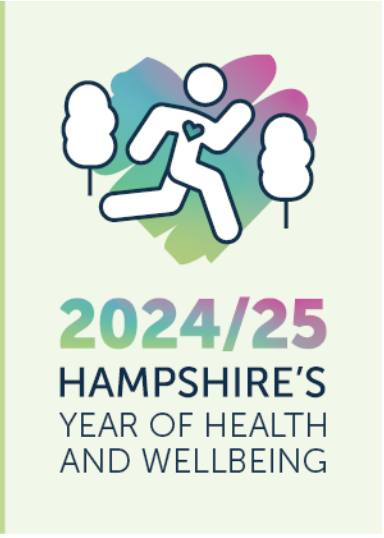 2024/25
HAMPSHIRE'S
YEAR OF HEALTH
AND WELLBEING